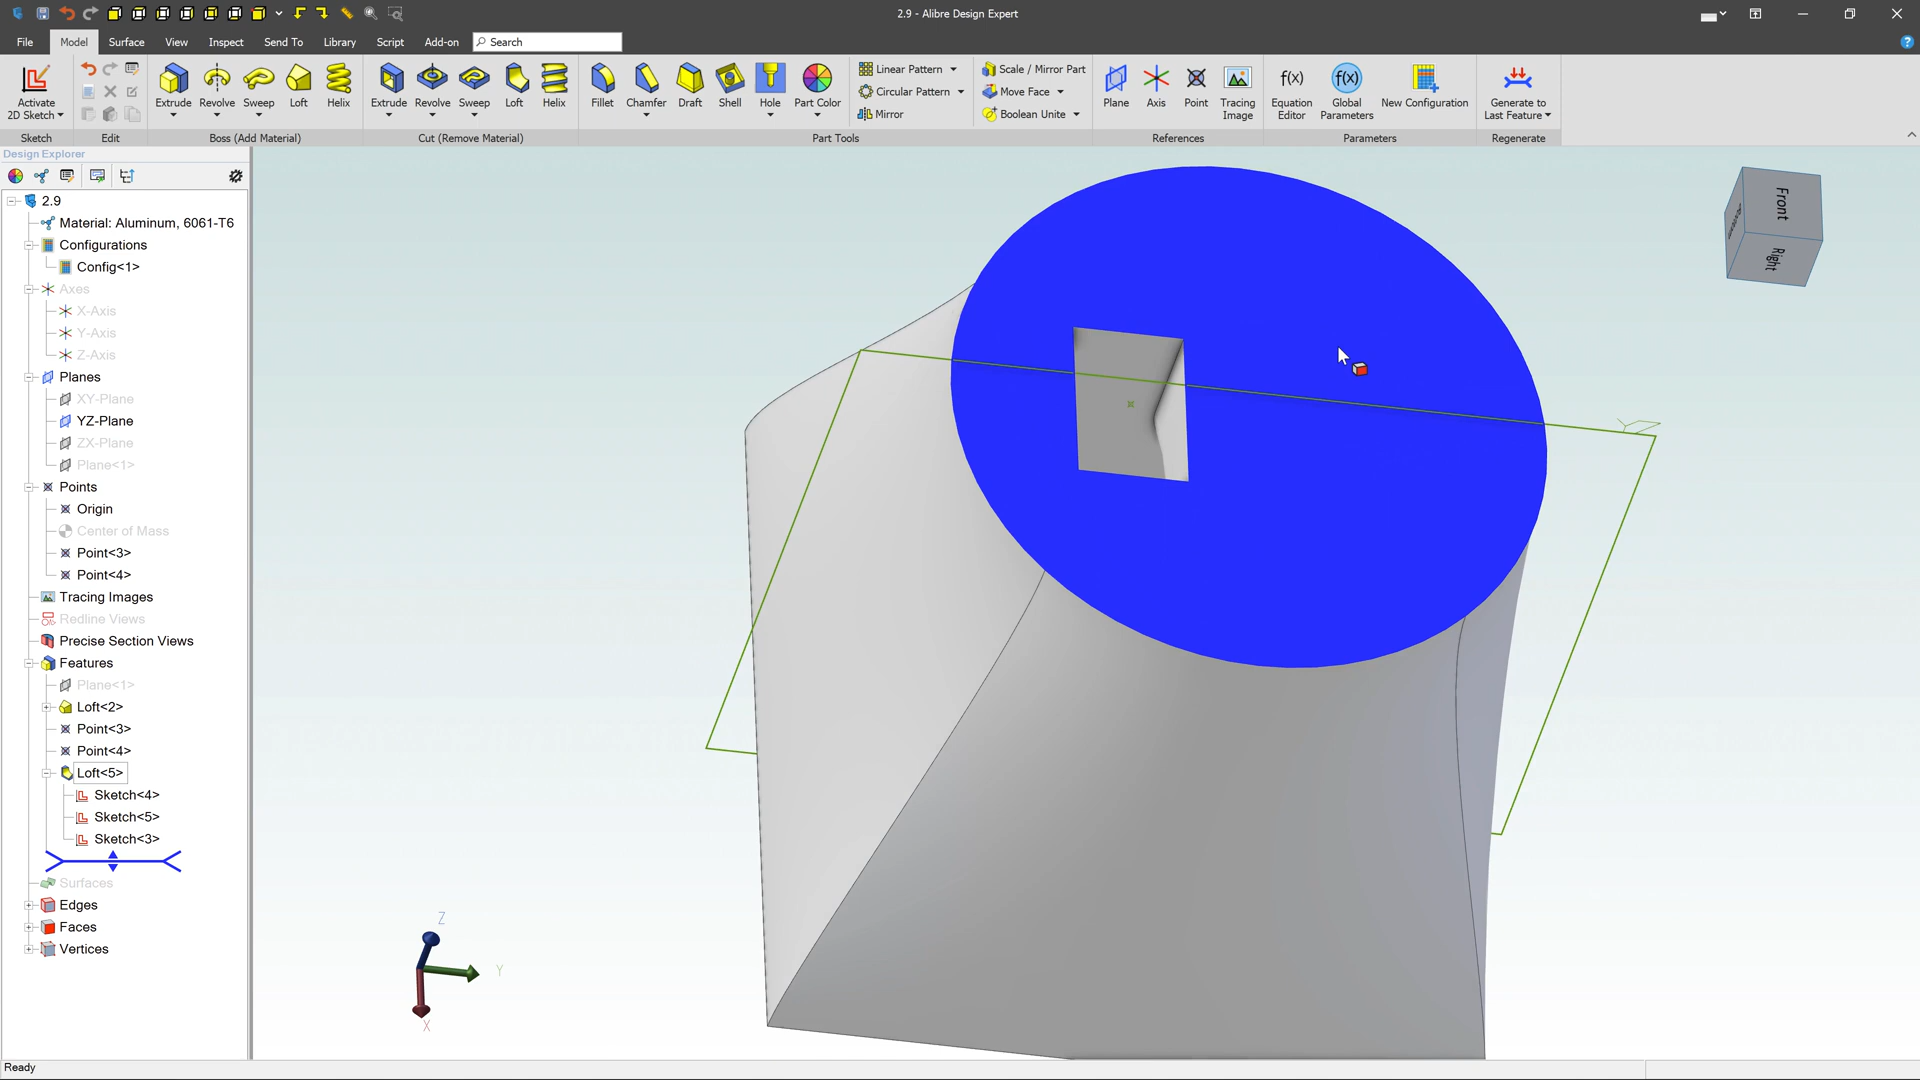 2.9 - Alibre Design Expert
File Model Surface View Inspect Send To Library Script Add-on Search
Activate
2D Sketch
Extrude Revolve Sweep Loft Helix
Extrude Revolve Sweep Loft Helix
Fillet Chamfer Draft Shell Hole Part Color
Linear Pattern
Circular Pattern
Mirror
Scale / Mirror Part
Move Face
Boolean Unite
Plane Axis Point Tracing
Image
f(x) Equation
Editor
f(x) Global
Parameters
New Configuration
Generate to
Last Feature
Sketch Edit Boss (Add Material) Cut (Remove Material) Part Tools References Parameters Regenerate
Design Explorer
2.9
Material: Aluminum, 6061-T6
Configurations
Config<1>
Axes
X-Axis
Y-Axis
Z-Axis
Planes
XY-Plane
YZ-Plane
ZX-Plane
Plane<1>
Points
Origin
Center of Mass
Point<3>
Point<4>
Tracing Images
Redline Views
Precise Section Views
Features
Plane<1>
Loft<2>
Point<3>
Point<4>
Loft<5>
Sketch<4>
Sketch<5>
Sketch<3>
Surfaces
Edges
Faces
Vertices
Front
Right
Z
Y
X
Ready